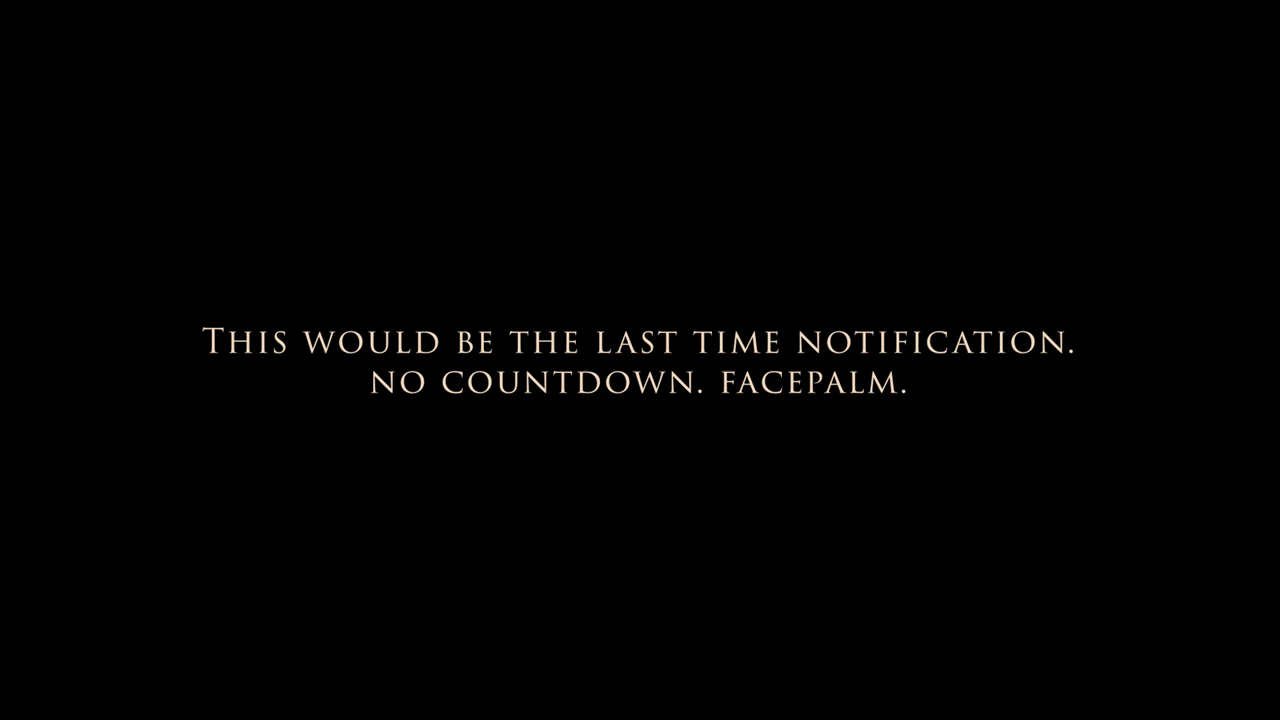 This would be the last time notification.
no countdown. facepalm.